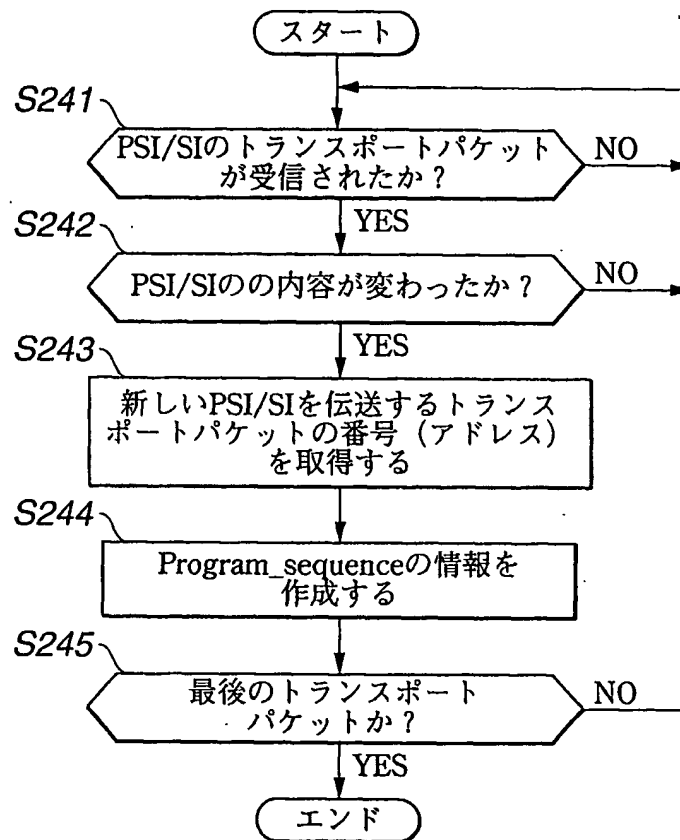 スタート
S241
PSI/SIのトランスポートパケット
が受信されたか？
NO
YES
S242
PSI/SIのの内容が変わったか？
NO
YES
S243
新しいPSI/SIを伝送するトランス
ポートパケットの番号（アドレス）
を取得する
S244
Program_sequenceの情報を
作成する
S245
最後のトランスポート
パケットか？
NO
YES
エンド